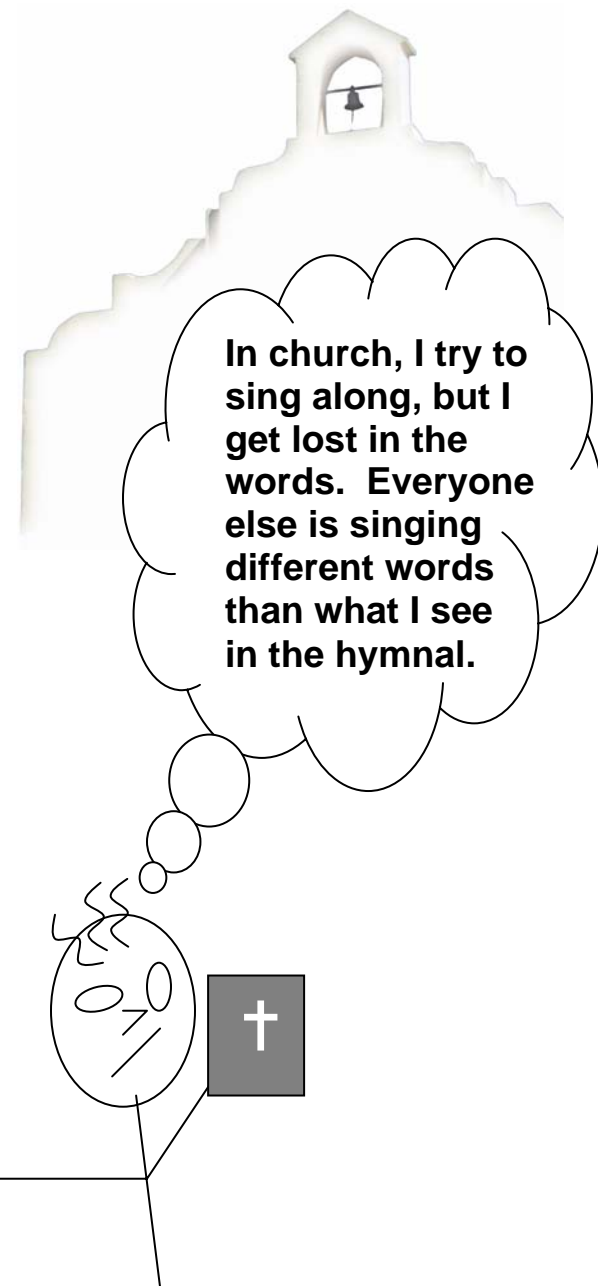 In church, I try to
sing along, but I
get lost in the
words.  Everyone
else is singing
different words
than what I see
in the hymnal.